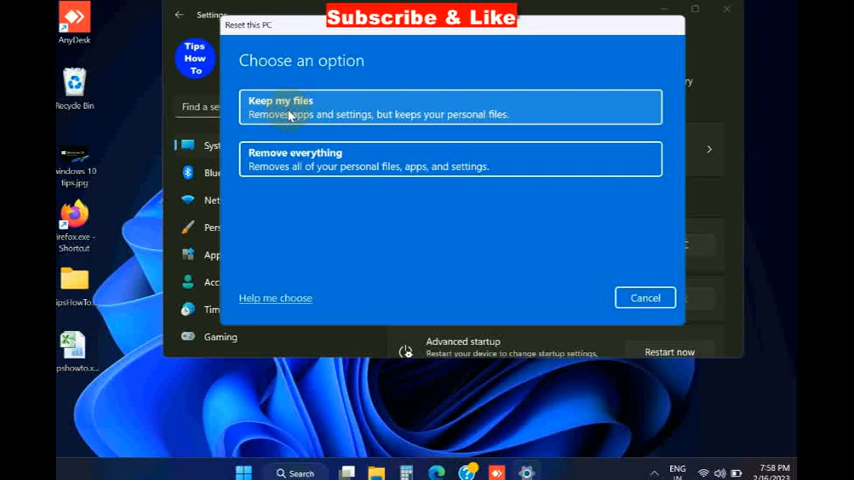 Subscribe & Like
AnyDesk
Settings
Reset this PC
Tips
How
To
Choose an option
Keep my files
Removes apps and settings, but keeps your personal files.
Remove everything
Removes all of your personal files, apps, and settings.
Recycle Bin
Find a se
Syst
Blue
windows 10
tips.jpg
Net
Pers
firefox.exe -
Shortcut
App
Acc
Help me choose
Cancel
Tim
Gaming
Advanced startup
Restart your device to change startup settings,
Restart now
Search
ENG
IN
7:58 PM
2/16/2023